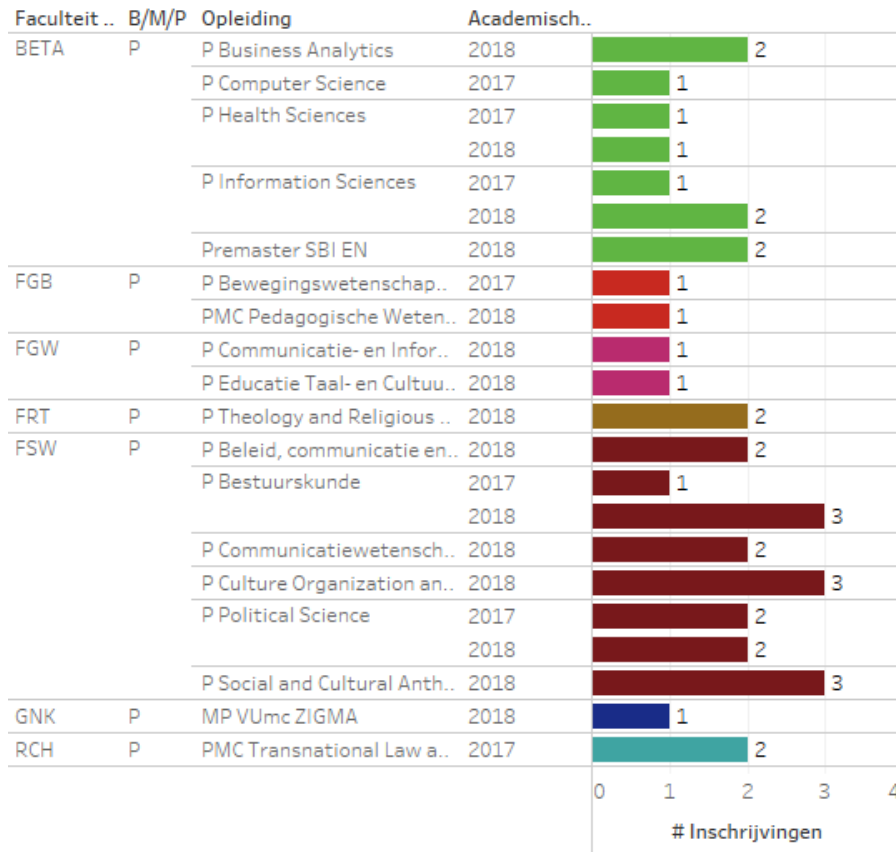 Faculteit .. B/M/P Opleiding Academisch..
BETA P P Business Analytics 2018 2
P Computer Science 2017 1
P Health Sciences 2017 1
2018 1
P Information Sciences 2017 1
2018 2
Premaster SBI EN 2018 2
FGB P P Bewegingswetenschap.. 2017 1
PMC Pedagogische Weten.. 2018 1
FGW P P Communicatie- en Infor.. 2018 1
P Educatie Taal- en Cultuu.. 2018 1
FRT P P Theology and Religious .. 2018 2
FSW P P Beleid, communicatie en.. 2018 2
P Bestuurskunde 2017 1
2018 3
P Communicatiewetensch.. 2018 2
P Culture Organization an.. 2018 3
P Political Science 2017 2
2018 2
P Social and Cultural Anth.. 2018 3
GNK P MP VUmc ZIGMA 2018 1
RCH P PMC Transnational Law a.. 2017 2
0 1 2 3 4
# Inschrijvingen